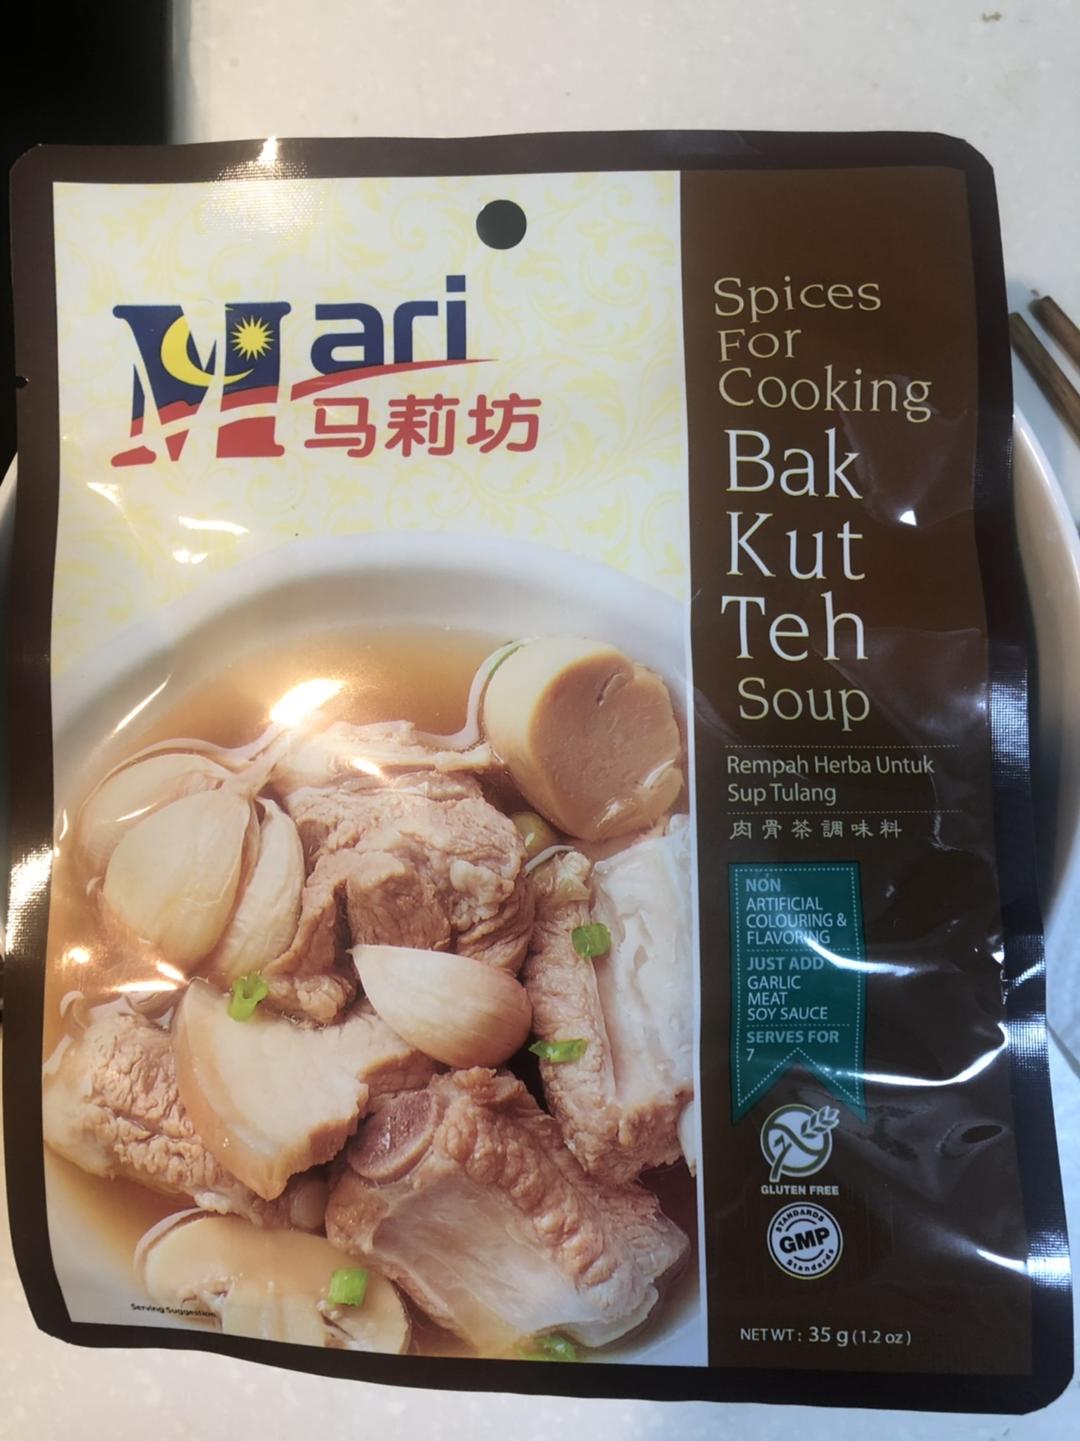 Mari
马莉坊
Spices
For
Cooking
Bak
Kut
Teh
Soup
Rempah Herba Untuk
Sup Tulang
肉骨茶調味料
NON
ARTIFICIAL
COLOURING &
FLAVORING
JUST ADD
GARLIC
MEAT
SOY SAUCE
SERVES FOR
7
GLUTEN FREE
STANDARDS
GMP
Standards
Serving Suggestion
NET WT: 35 g (1.2 oz)